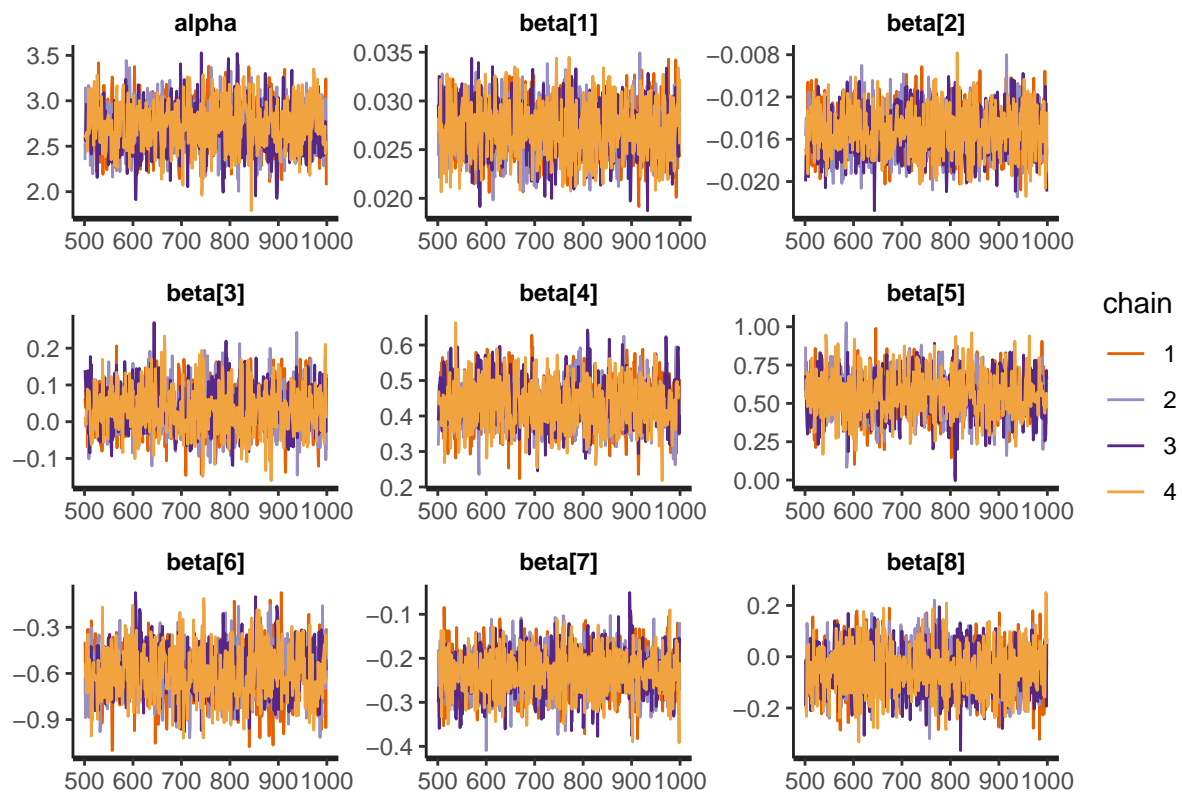 alpha beta[1] beta[2]
3.5 0.035 −0.008
3.0 0.030 −0.012
2.5 0.025 −0.016
2.0 0.020 −0.020
500 600 700 800 900 1000 500 600 700 800 900 1000 500 600 700 800 900 1000
beta[3] beta[4] beta[5]
0.2 0.6 1.00
0.1 0.5 0.75
0.0 0.4 0.50
−0.1 0.3 0.25
0.2 0.00
500 600 700 800 900 1000 500 600 700 800 900 1000 500 600 700 800 900 1000
beta[6] beta[7] beta[8]
−0.3 −0.1 0.2
−0.6 −0.2 0.0
−0.9 −0.3 −0.2
−0.4
500 600 700 800 900 1000 500 600 700 800 900 1000 500 600 700 800 900 1000
chain
1
2
3
4